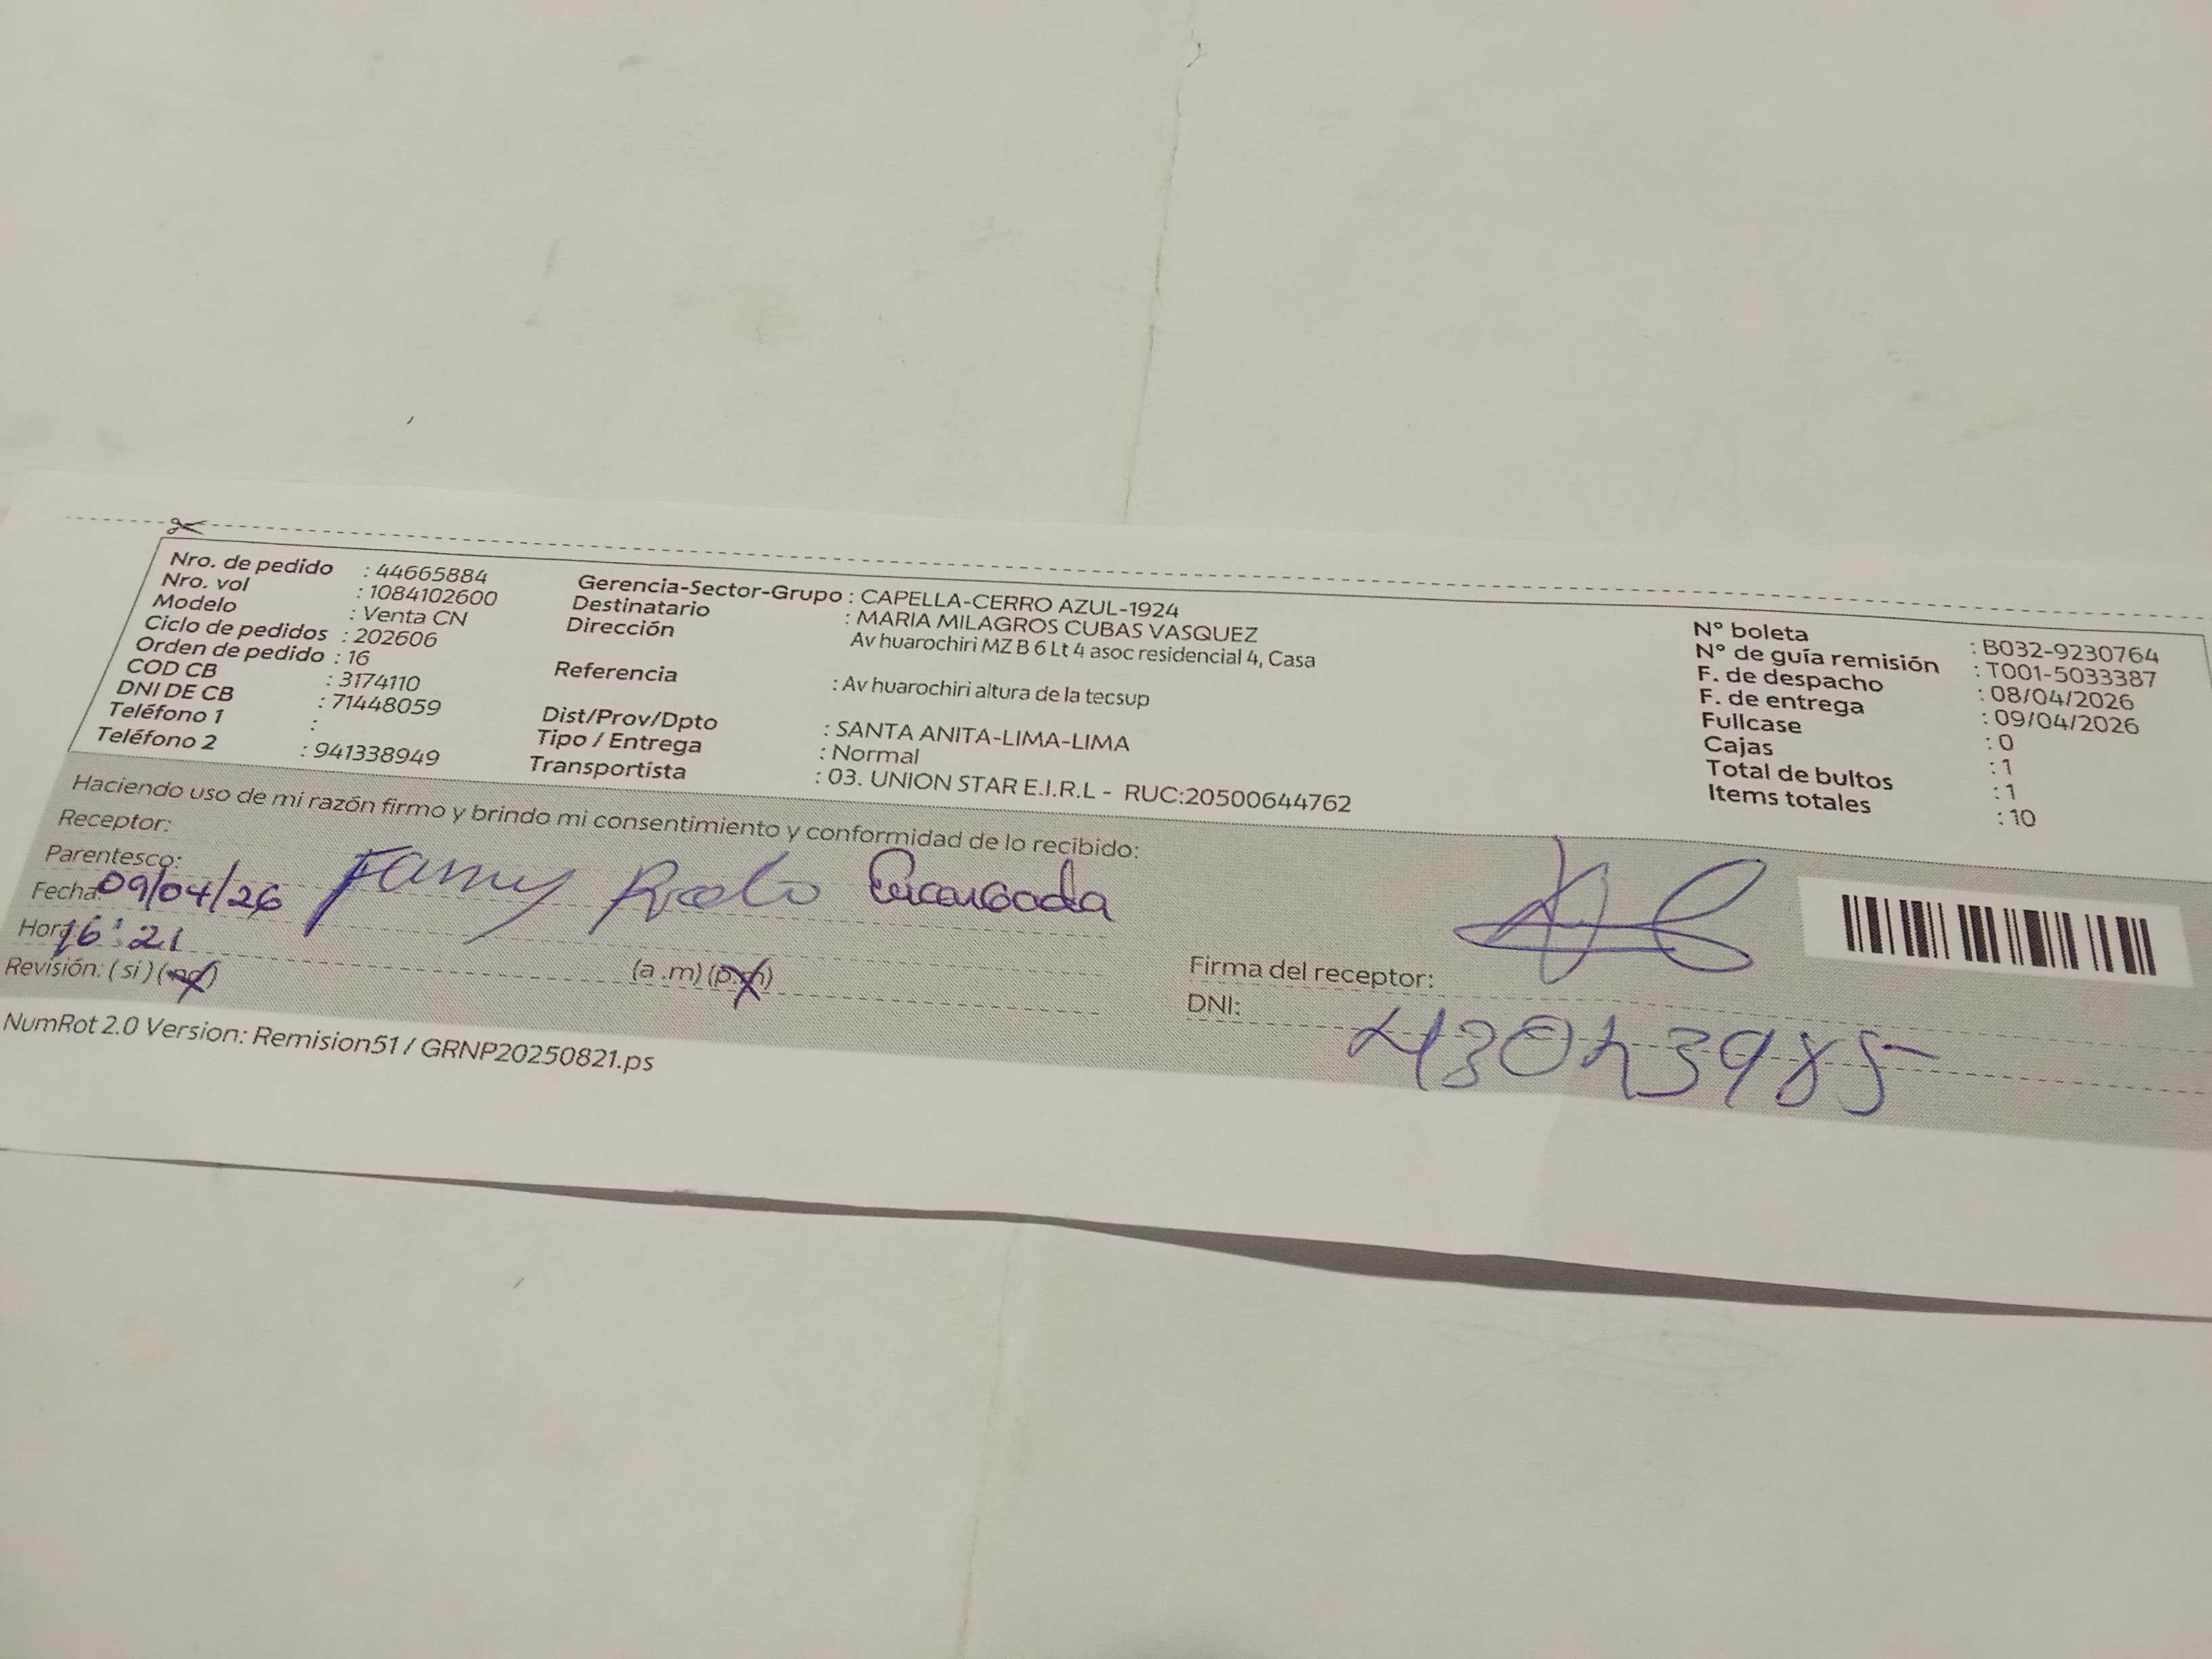 Nro. de pedido : 44665884
Nro. vol : 1084102600
Modelo : Venta CN
Ciclo de pedidos : 202606
Orden de pedido : 16
COD CB : 3174110
DNI DE CB : 71448059
Teléfono 1 :
Teléfono 2 : 941338949
Gerencia-Sector-Grupo : CAPELLA-CERRO AZUL-1924
Destinatario : MARIA MILAGROS CUBAS VASQUEZ
Dirección Av huarochiri MZ B 6 Lt 4 asoc residencial 4, Casa
Referencia : Av huarochiri altura de la tecsup
Dist/Prov/Dpto : SANTA ANITA-LIMA-LIMA
Tipo / Entrega : Normal
Transportista : 03. UNION STAR E.I.R.L - RUC:20500644762
N° boleta : B032-9230764
N° de guía remisión : T001-5033387
F. de despacho : 08/04/2026
F. de entrega : 09/04/2026
Fullcase : 0
Cajas : 1
Total de bultos : 1
Items totales : 10
Haciendo uso de mi razón firmo y brindo mi consentimiento y conformidad de lo recibido:
Receptor:
Parentesco: Encargada
Fecha: 09/04/26
Hora: 16:21 (a .m) (p.m)
Revisión: (si) (no)
Firma del receptor:
DNI:
NumRot 2.0 Version: Remision51 / GRNP20250821.ps